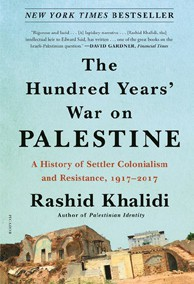 NEW YORK TIMES BESTSELLER
"Rigorous and lucid . . . [a] legendary narrative . . . [Rashid Khalidi, the]
intellectual heir to Edward Said, has written . . . one of the great books on the
Israeli-Palestinian question." —DAVID GARDNER, Financial Times
The
Hundred Years'
War on
PALESTINE
A History of Settler Colonialism
and Resistance, 1917–2017
Rashid Khalidi
Author of Palestinian Identity
PICADOR